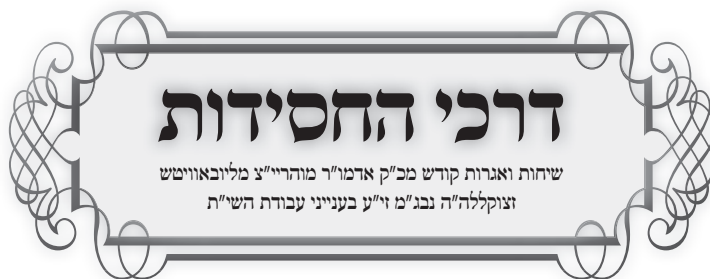 דרכי החסידות
שיחות ואגרות קודש מכ"ק אדמו"ר מוהריי"צ מליובאוויטש
זצוקללה"ה נבג"מ זי"ע בענייני עבודת השי"ת